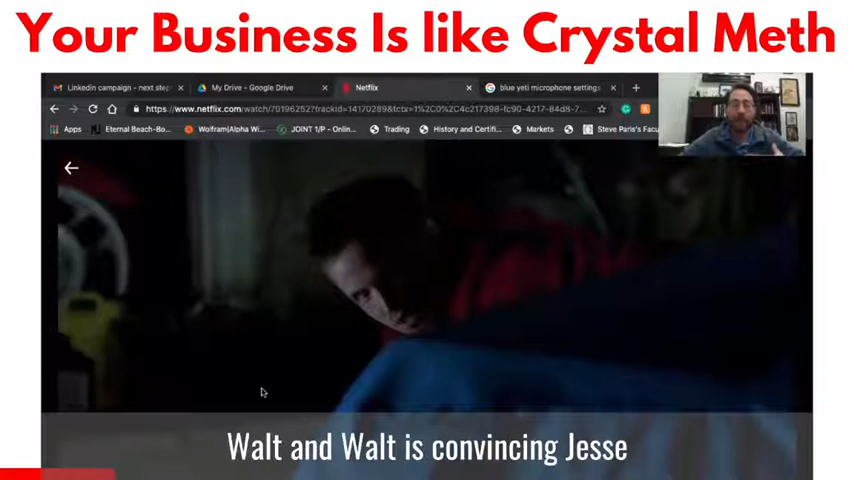 Your Business Is like Crystal Meth
Linkedin campaign - next step
My Drive - Google Drive
Netflix
blue yeti microphone settings
https://www.netflix.com/watch/70196252?trackId=14170289&tctx=1%2C0%2C4c217398-fc90-4217-84d8-7...
Apps
Eternal Beach-Bo...
Wolfram|Alpha Wi...
JOINT 1/P - Onlin...
Trading
History and Certifi...
Markets
Steve Paris's Facu
Walt and Walt is convincing Jesse